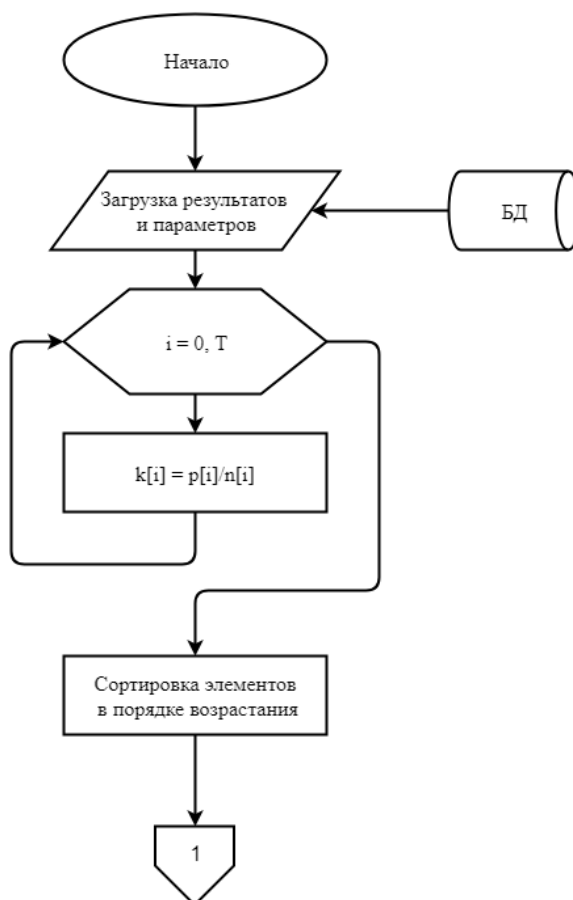 Начало
Загрузка результатов
и параметров
БД
i = 0, T
k[i] = p[i]/n[i]
Сортировка элементов
в порядке возрастания
1